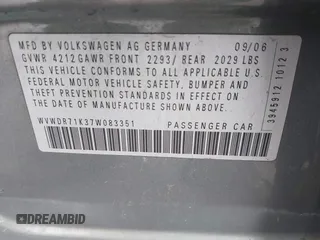 MFD BY VOLKSWAGEN AG GERMANY 09/06
GVWR 4212 GAWR FRONT 2293/ REAR 2029 LBS
THIS VEHICLE CONFORMS TO ALL APPLICABLE U.S.
FEDERAL MOTOR VEHICLE SAFETY, BUMPER AND
THEFT PREVENTION STANDARDS IN EFFECT ON THE
DATE OF MANUFACTURE SHOWN ABOVE
WVWDR71K37W083351 PASSENGER CAR
3945912 1012 3
© DREAMBID